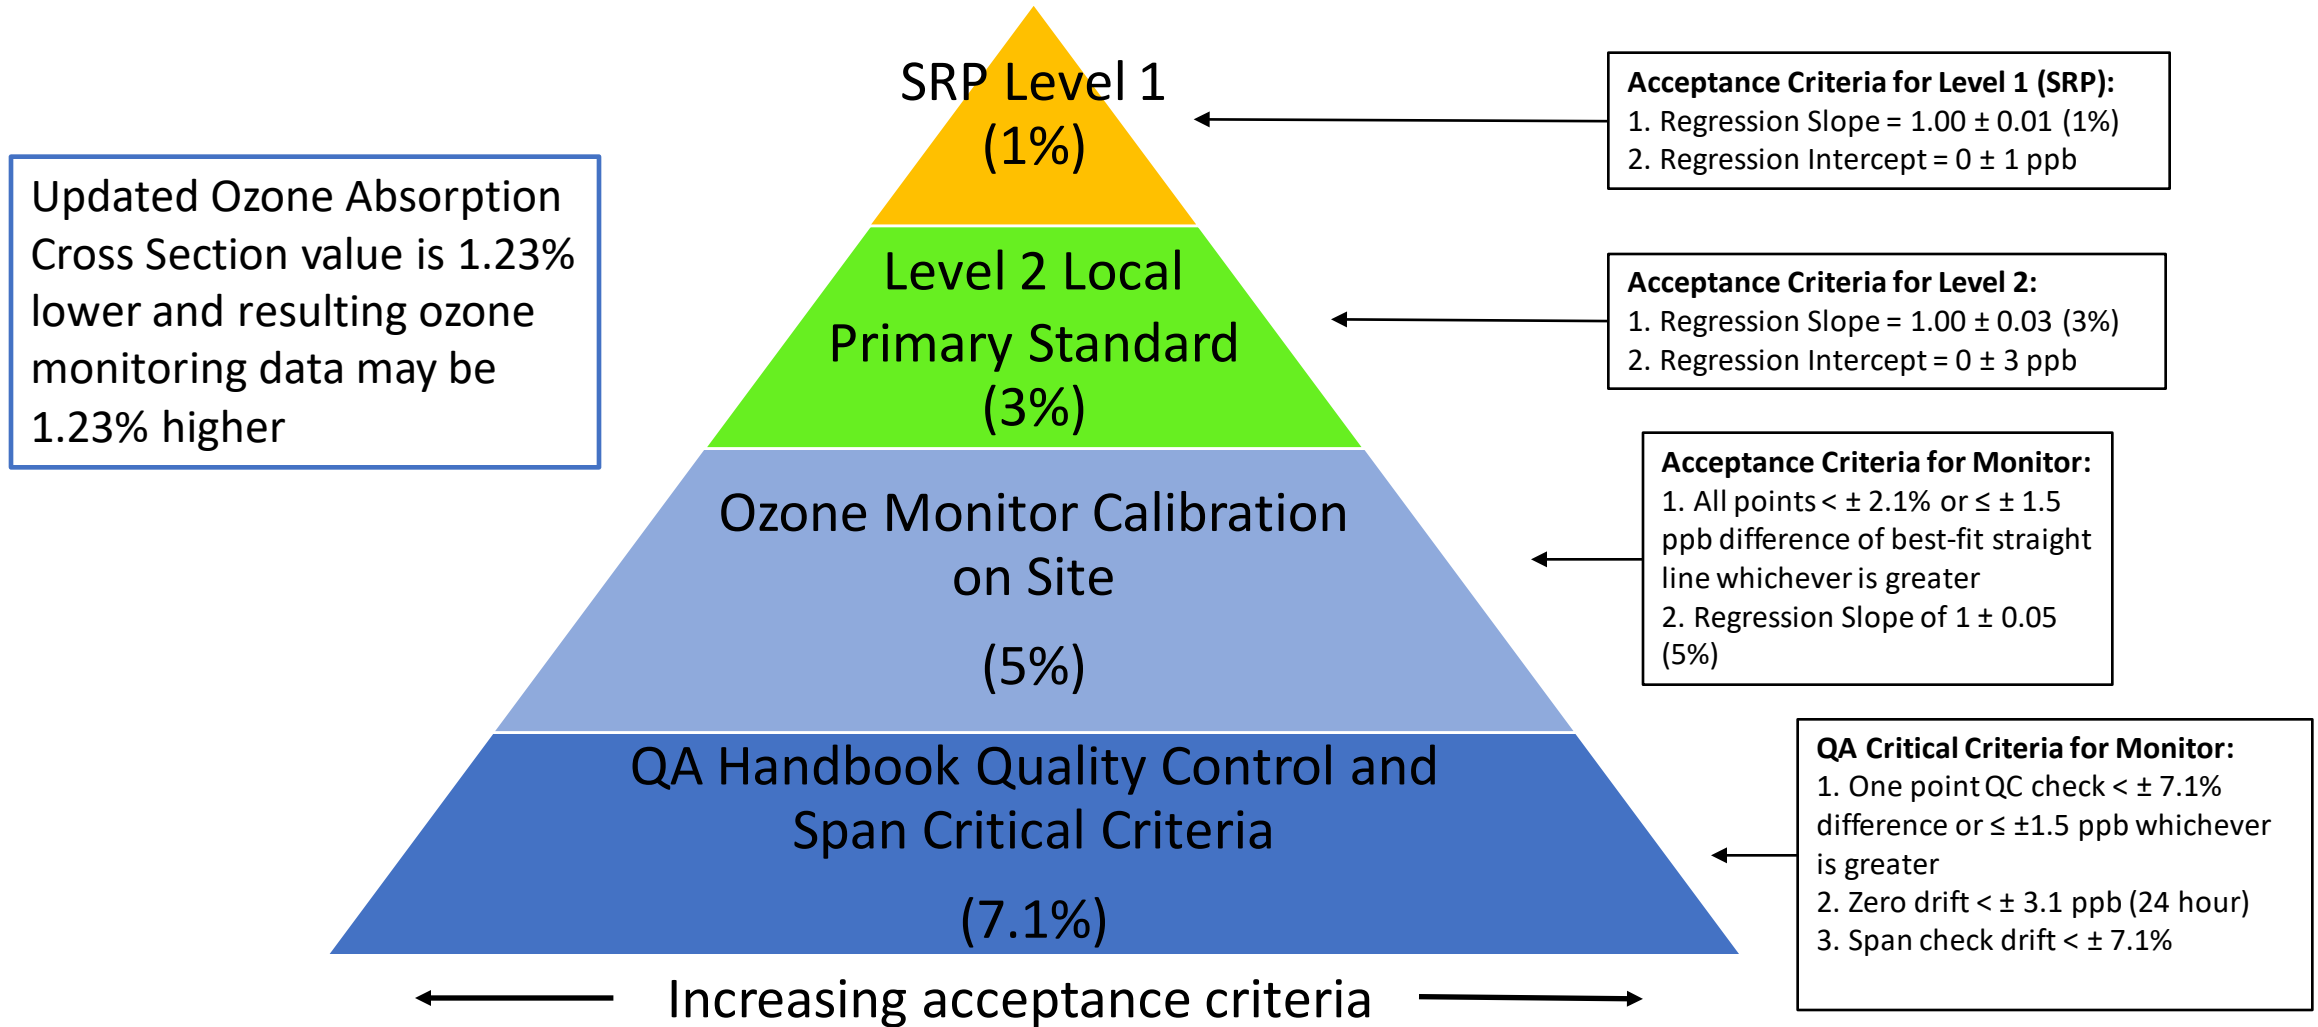 Updated Ozone Absorption
Cross Section value is 1.23%
lower and resulting ozone
monitoring data may be
1.23% higher
SRP Level 1
(1%)
Level 2 Local
Primary Standard
(3%)
Ozone Monitor Calibration
on Site
(5%)
QA Handbook Quality Control and
Span Critical Criteria
(7.1%)
Increasing acceptance criteria
Acceptance Criteria for Level 1 (SRP):
1. Regression Slope = 1.00 ± 0.01 (1%)
2. Regression Intercept = 0 ± 1 ppb
Acceptance Criteria for Level 2:
1. Regression Slope = 1.00 ± 0.03 (3%)
2. Regression Intercept = 0 ± 3 ppb
Acceptance Criteria for Monitor:
1. All points < ± 2.1% or ≤ ± 1.5
ppb difference of best-fit straight
line whichever is greater
2. Regression Slope of 1 ± 0.05
(5%)
QA Critical Criteria for Monitor:
1. One point QC check < ± 7.1%
difference or ≤ ±1.5 ppb whichever
is greater
2. Zero drift < ± 3.1 ppb (24 hour)
3. Span check drift < ± 7.1%